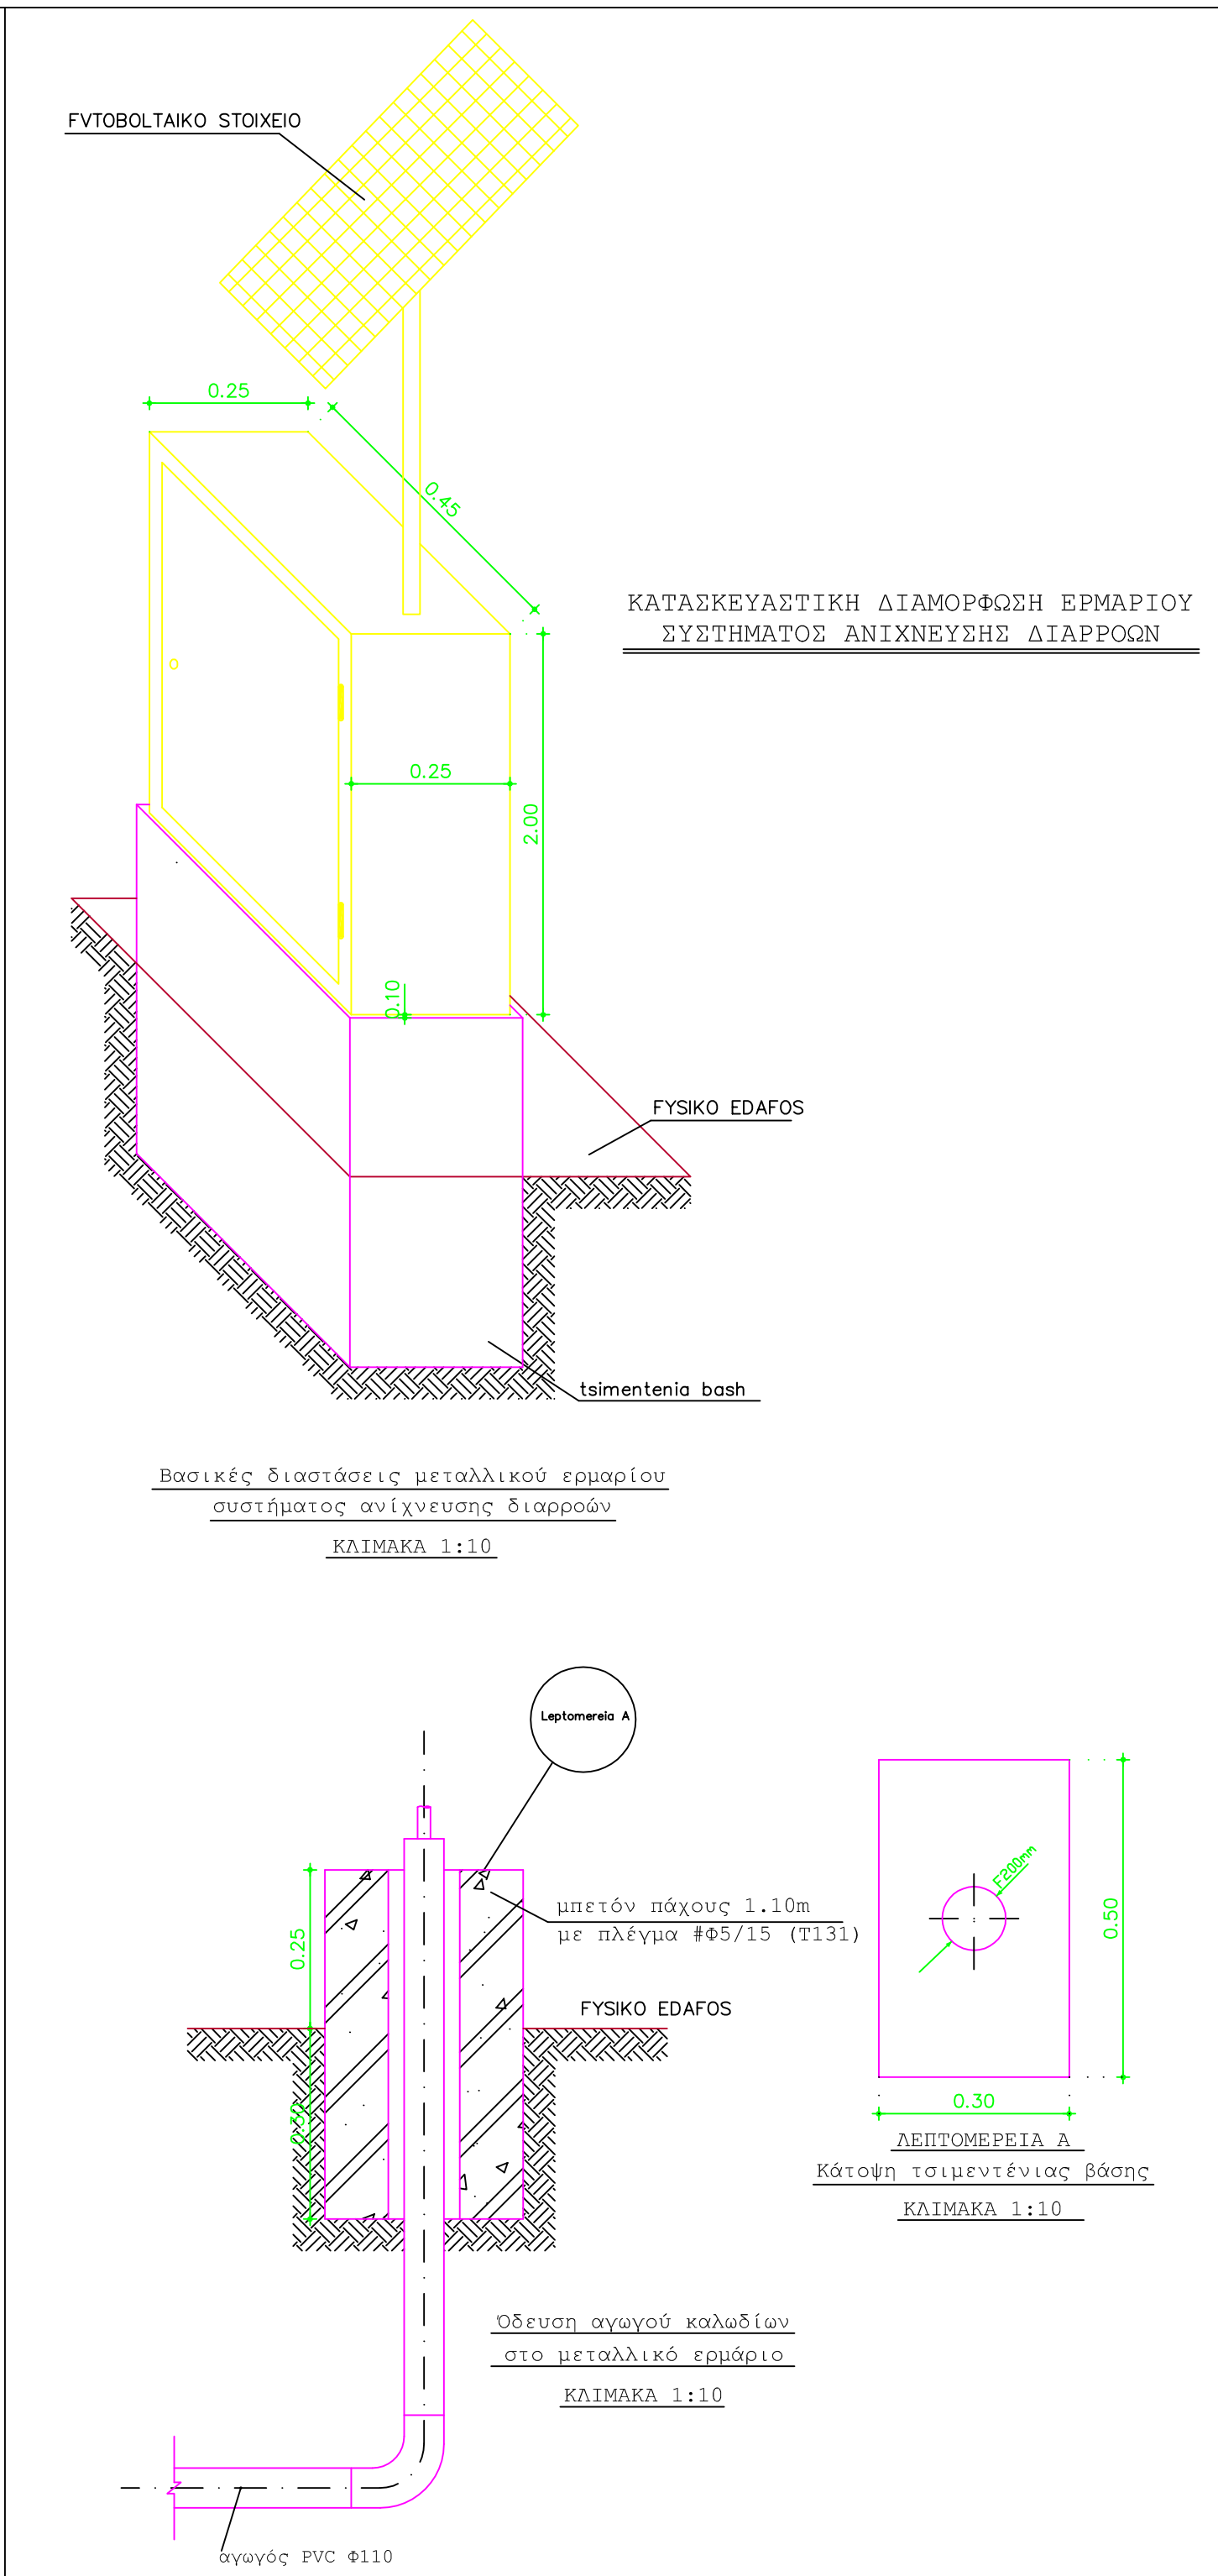 FVTOBOLTAIKO STOIXEIO
0.25
0.45
ΚΑΤΑΣΚΕΥΑΣΤΙΚΗ ΔΙΑΜΟΡΦΩΣΗ ΕΡΜΑΡΙΟΥ
ΣΥΣΤΗΜΑΤΟΣ ΑΝΙΧΝΕΥΣΗΣ ΔΙΑΡΡΟΩΝ
0.25
2.00
0.10
FYSIKO EDAFOS
tsimentenia bash
Βασικές διαστάσεις μεταλλικού ερμαρίου
συστήματος ανίχνευσης διαρροών
ΚΛΙΜΑΚΑ 1:10
Leptomereia A
μπετόν πάχους 1.10m
με πλέγμα #Φ5/15 (T131)
0.25
FYSIKO EDAFOS
0.30
F200mm
0.50
0.30
ΛΕΠΤΟΜΕΡΕΙΑ Α
Κάτοψη τσιμεντένιας βάσης
ΚΛΙΜΑΚΑ 1:10
Όδευση αγωγού καλωδίων
στο μεταλλικό ερμάριο
ΚΛΙΜΑΚΑ 1:10
αγωγός PVC Φ110